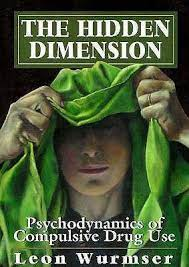 THE HIDDEN
DIMENSION
Psychodynamics of
Compulsive Drug Use
Leon Wurmser